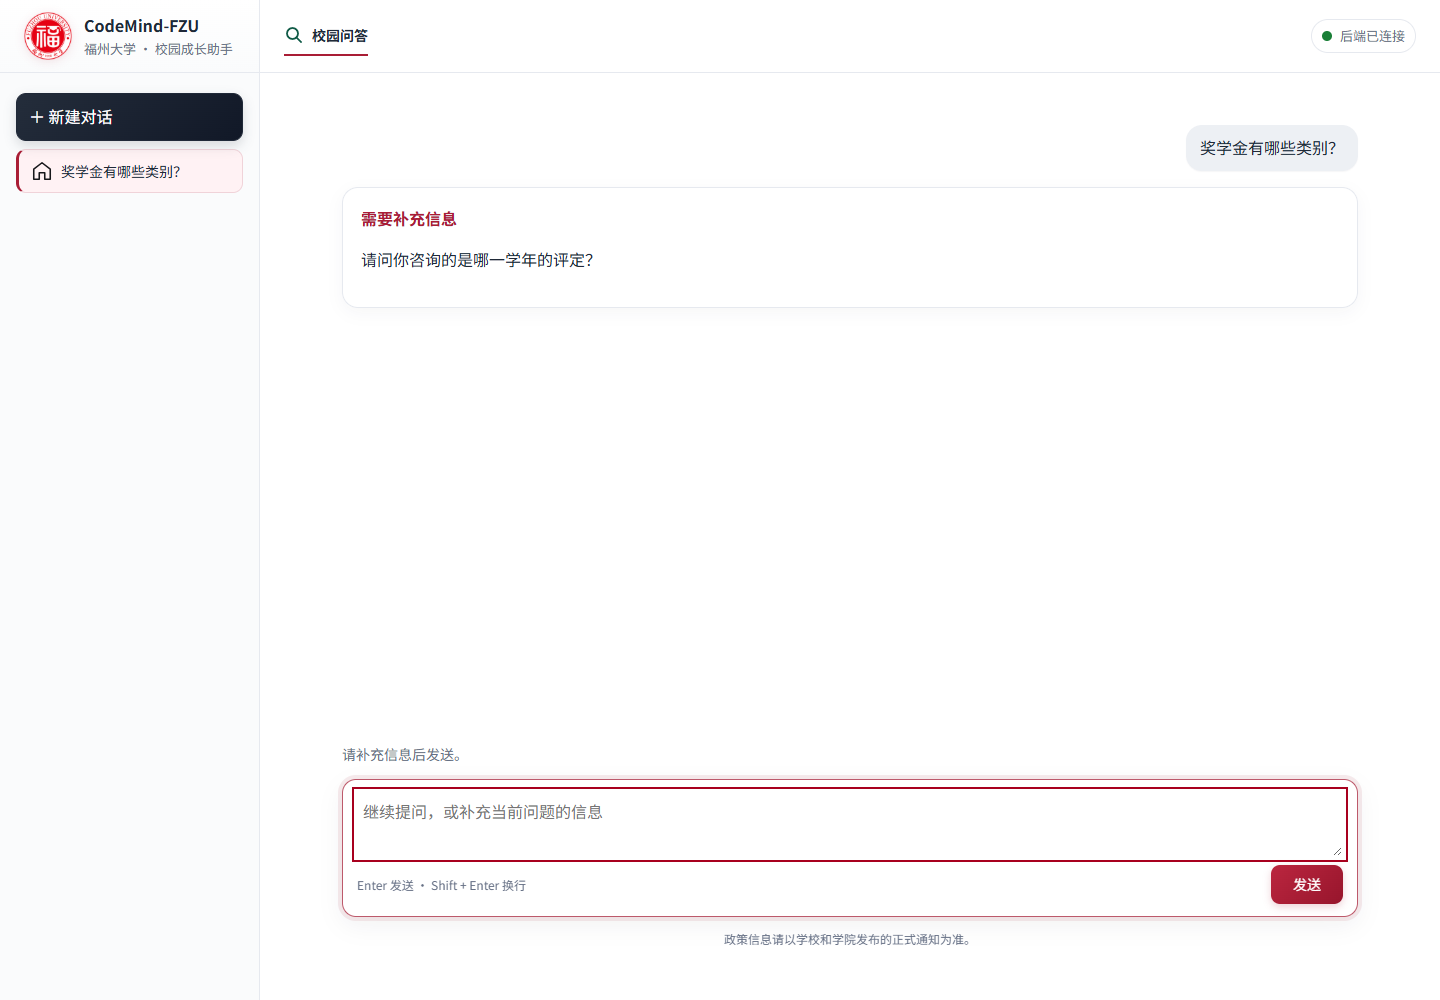 CodeMind-FZU
福州大学 · 校园成长助手
新建对话
奖学金有哪些类别？
校园问答
后端已连接
奖学金有哪些类别？
需要补充信息
请问你咨询的是哪一学年的评定？
请补充信息后发送。
继续提问，或补充当前问题的信息
Enter 发送 · Shift + Enter 换行
发送
政策信息请以学校和学院发布的正式通知为准。